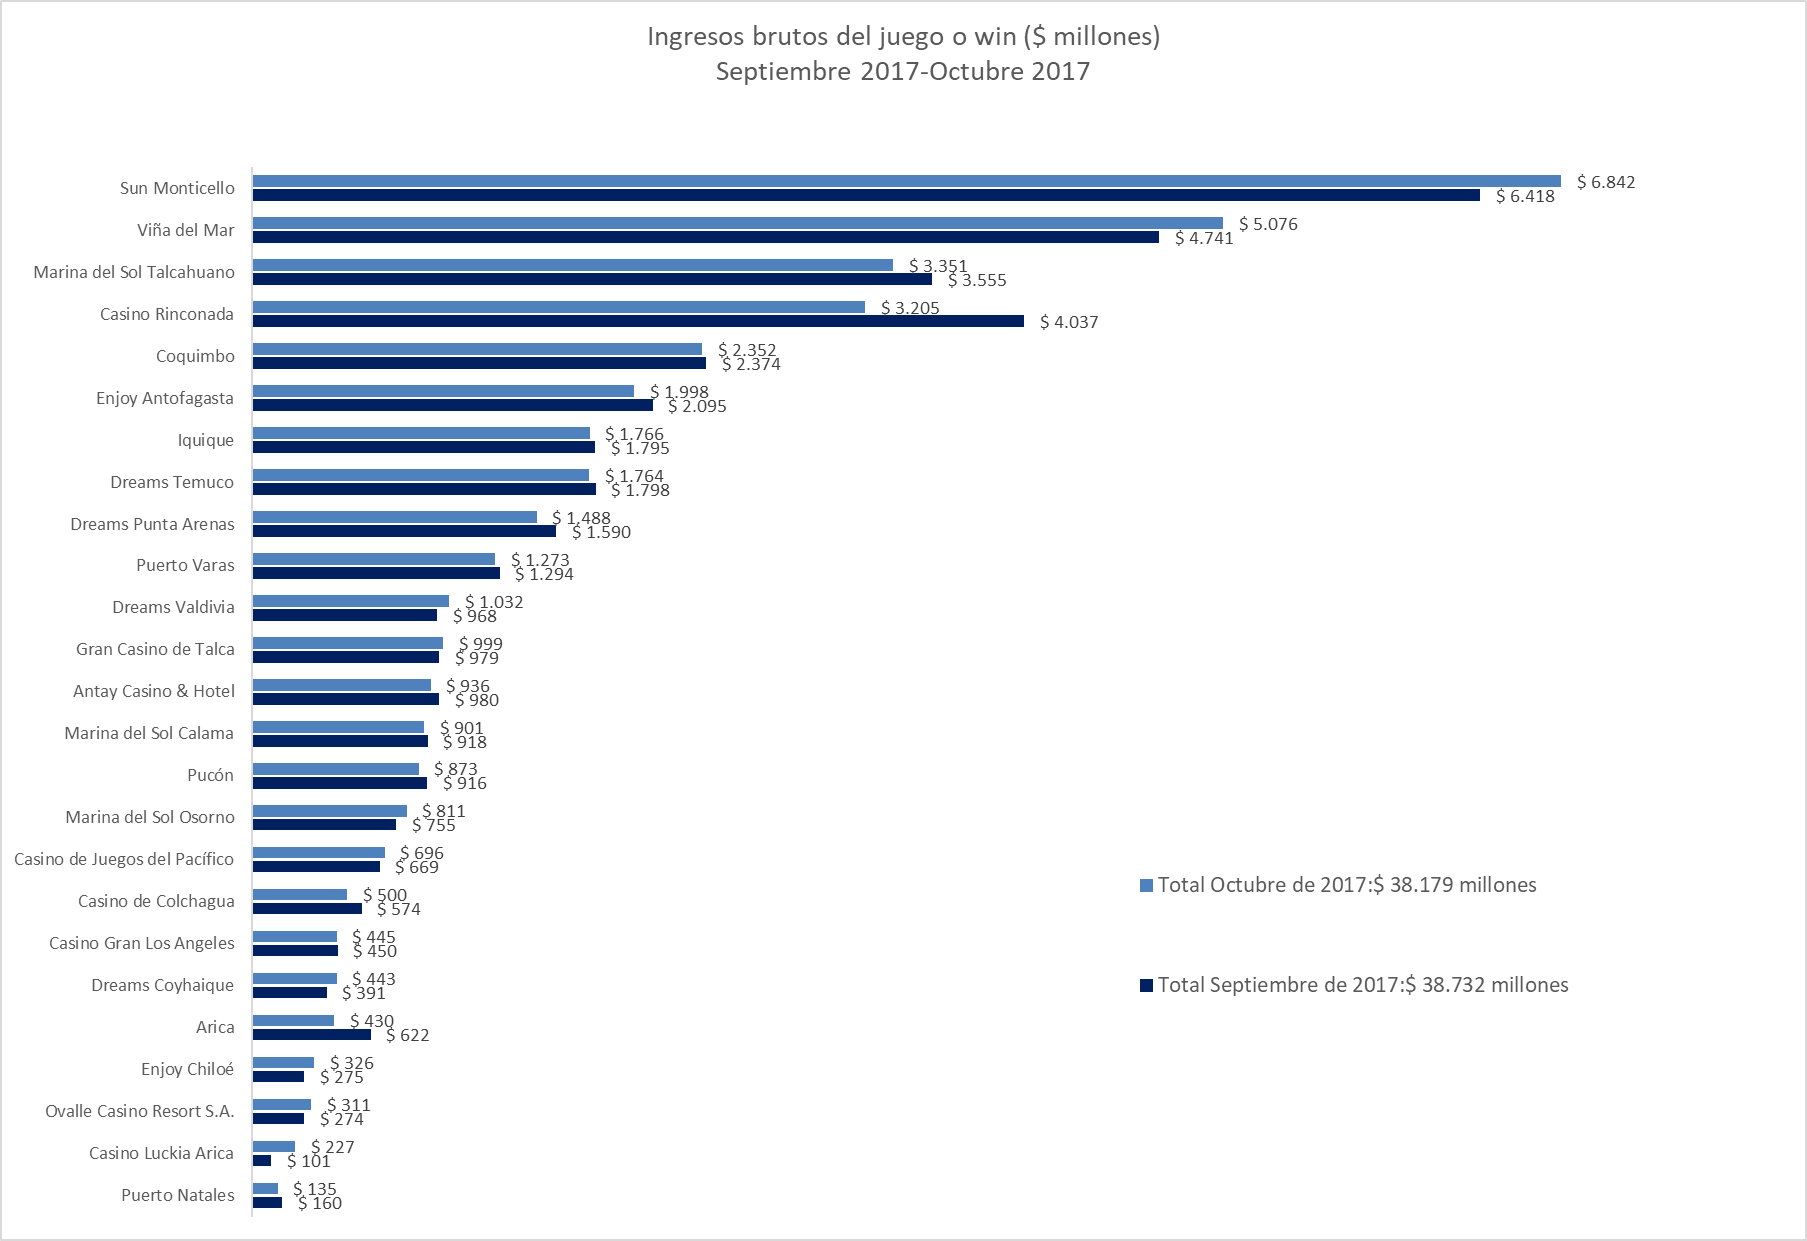 Ingresos brutos del juego o win ($ millones)
Septiembre 2017-Octubre 2017
Sun Monticello
$ 6.842
$ 6.418
Viña del Mar
$ 5.076
$ 4.741
Marina del Sol Talcahuano
$ 3.351
$ 3.555
Casino Rinconada
$ 3.205
$ 4.037
Coquimbo
$ 2.352
$ 2.374
Enjoy Antofagasta
$ 1.998
$ 2.095
Iquique
$ 1.766
$ 1.795
Dreams Temuco
$ 1.764
$ 1.798
Dreams Punta Arenas
$ 1.488
$ 1.590
Puerto Varas
$ 1.273
$ 1.294
Dreams Valdivia
$ 1.032
$ 968
Gran Casino de Talca
$ 999
$ 979
Antay Casino & Hotel
$ 936
$ 980
Marina del Sol Calama
$ 901
$ 918
Pucón
$ 873
$ 916
Marina del Sol Osorno
$ 811
$ 755
Casino de Juegos del Pacífico
$ 696
$ 669
Casino de Colchagua
$ 500
$ 574
Casino Gran Los Angeles
$ 445
$ 450
Dreams Coyhaique
$ 443
$ 391
Arica
$ 430
$ 622
Enjoy Chiloé
$ 326
$ 275
Ovalle Casino Resort S.A.
$ 311
$ 274
Casino Luckia Arica
$ 227
$ 101
Puerto Natales
$ 135
$ 160
Total Octubre de 2017:$ 38.179 millones
Total Septiembre de 2017:$ 38.732 millones